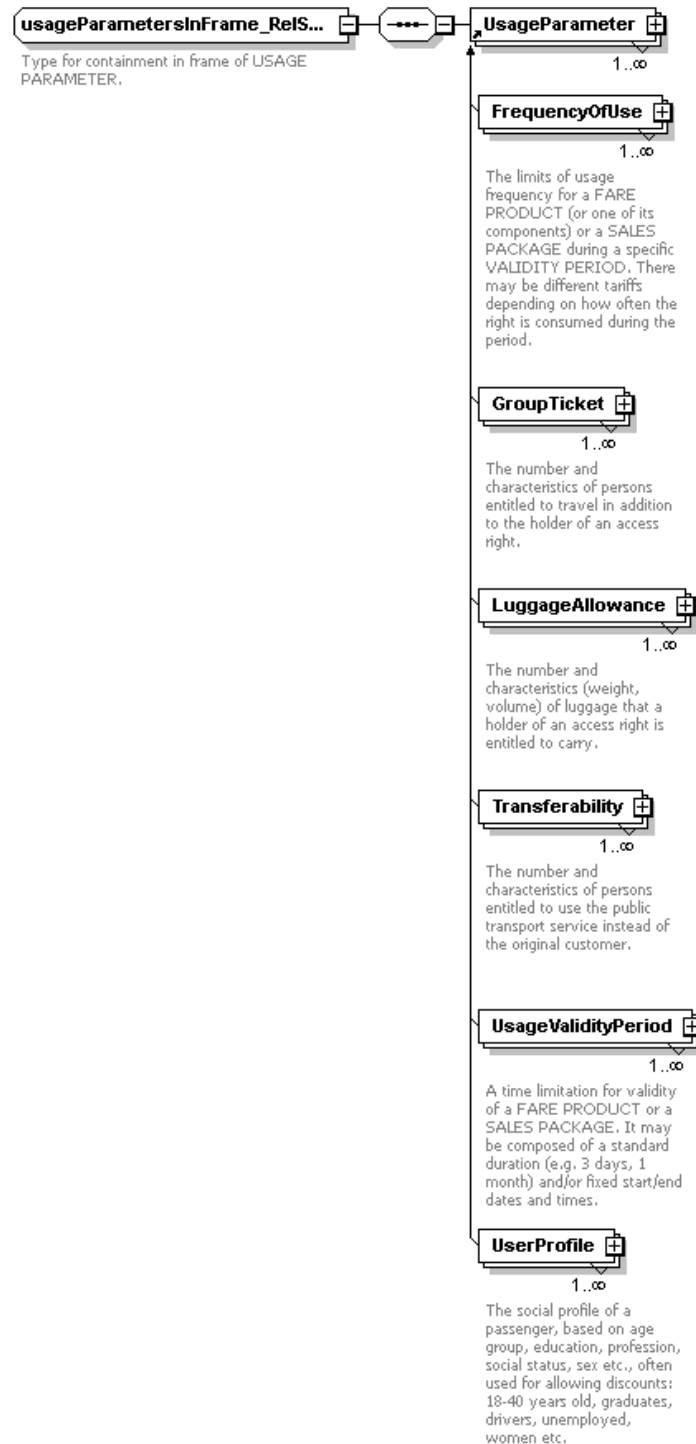 usageParametersInFrame_RelS...
Type for containment in frame of USAGE
PARAMETER.
UsageParameter
1..∞
FrequencyOfUse
1..∞
The limits of usage
frequency for a FARE
PRODUCT (or one of its
components) or a SALES
PACKAGE during a specific
VALIDITY PERIOD. There
may be different tariffs
depending on how often the
right is consumed during the
period.
GroupTicket
1..∞
The number and
characteristics of persons
entitled to travel in addition
to the holder of an access
right.
LuggageAllowance
1..∞
The number and
characteristics (weight,
volume) of luggage that a
holder of an access right is
entitled to carry.
Transferability
1..∞
The number and
characteristics of persons
entitled to use the public
transport service instead of
the original customer.
UsageValidityPeriod
1..∞
A time limitation for validity
of a FARE PRODUCT or a
SALES PACKAGE. It may
be composed of a standard
duration (e.g. 3 days, 1
month) and/or fixed start/end
dates and times.
UserProfile
1..∞
The social profile of a
passenger, based on age
group, education, profession,
social status, sex etc., often
used for allowing discounts:
18-40 years old, graduates,
drivers, unemployed,
women etc.